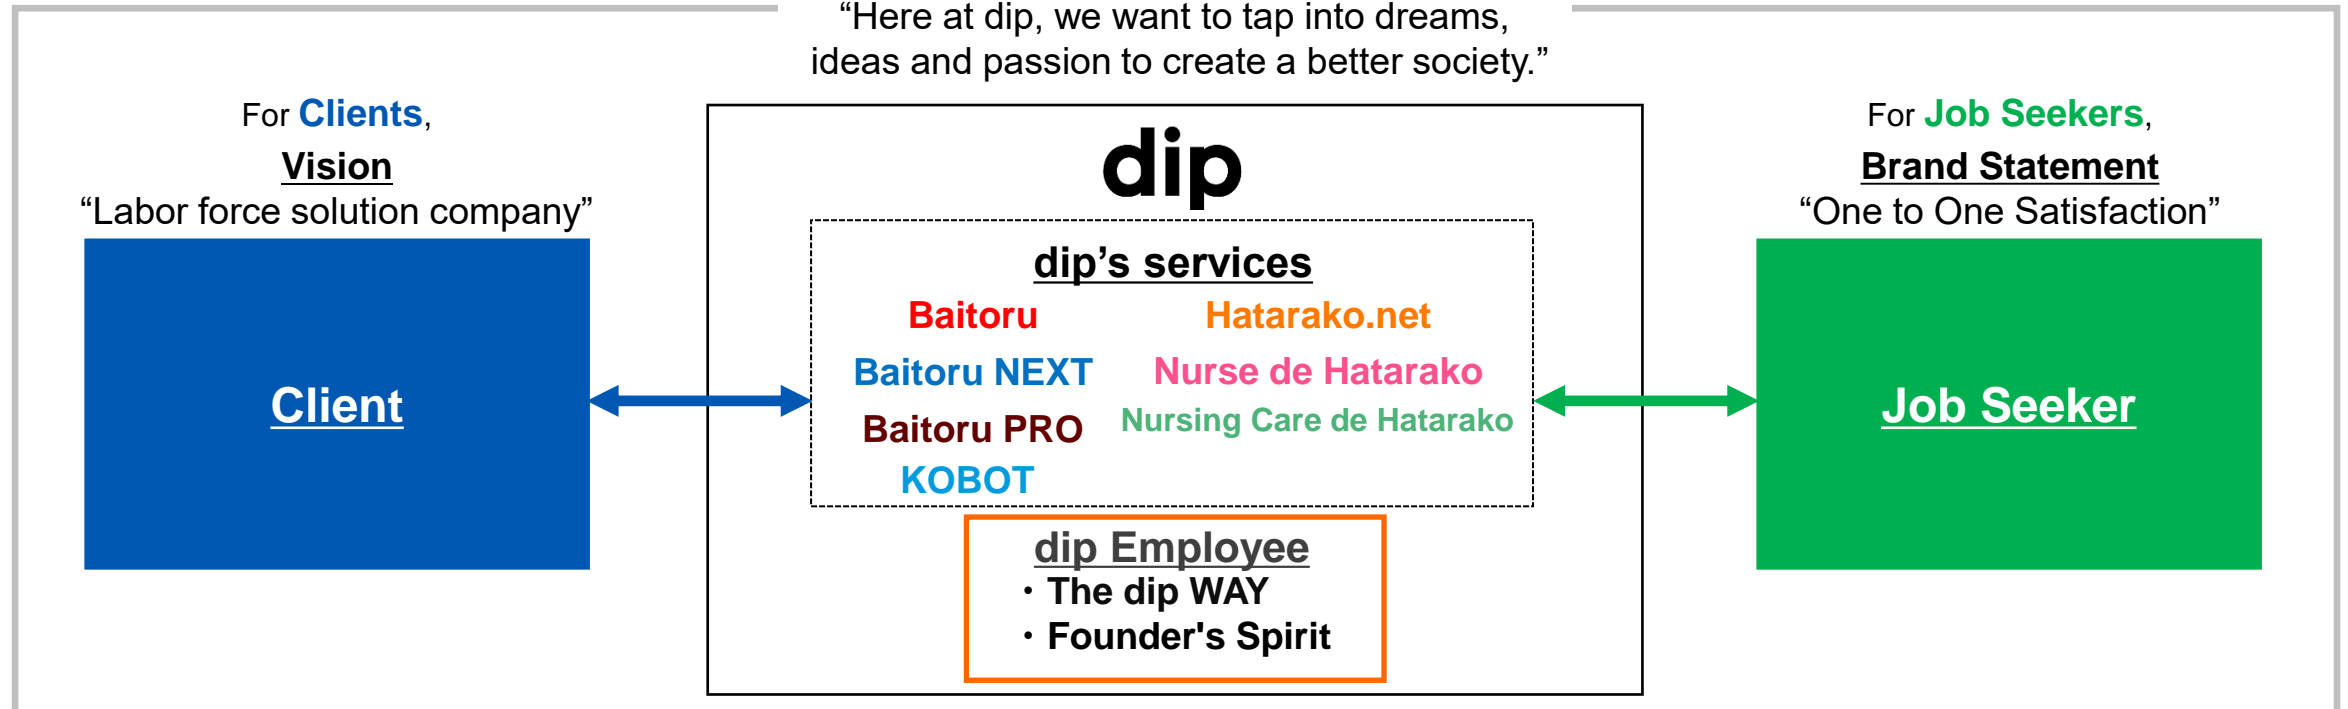 “Here at dip, we want to tap into dreams,
ideas and passion to create a better society.”
For Clients,
Vision
“Labor force solution company”
Client
dip
dip’s services
Baitoru
Hatarako.net
Baitoru NEXT
Nurse de Hatarako
Baitoru PRO
Nursing Care de Hatarako
KOBOT
dip Employee
・The dip WAY
・Founder's Spirit
For Job Seekers,
Brand Statement
“One to One Satisfaction”
Job Seeker